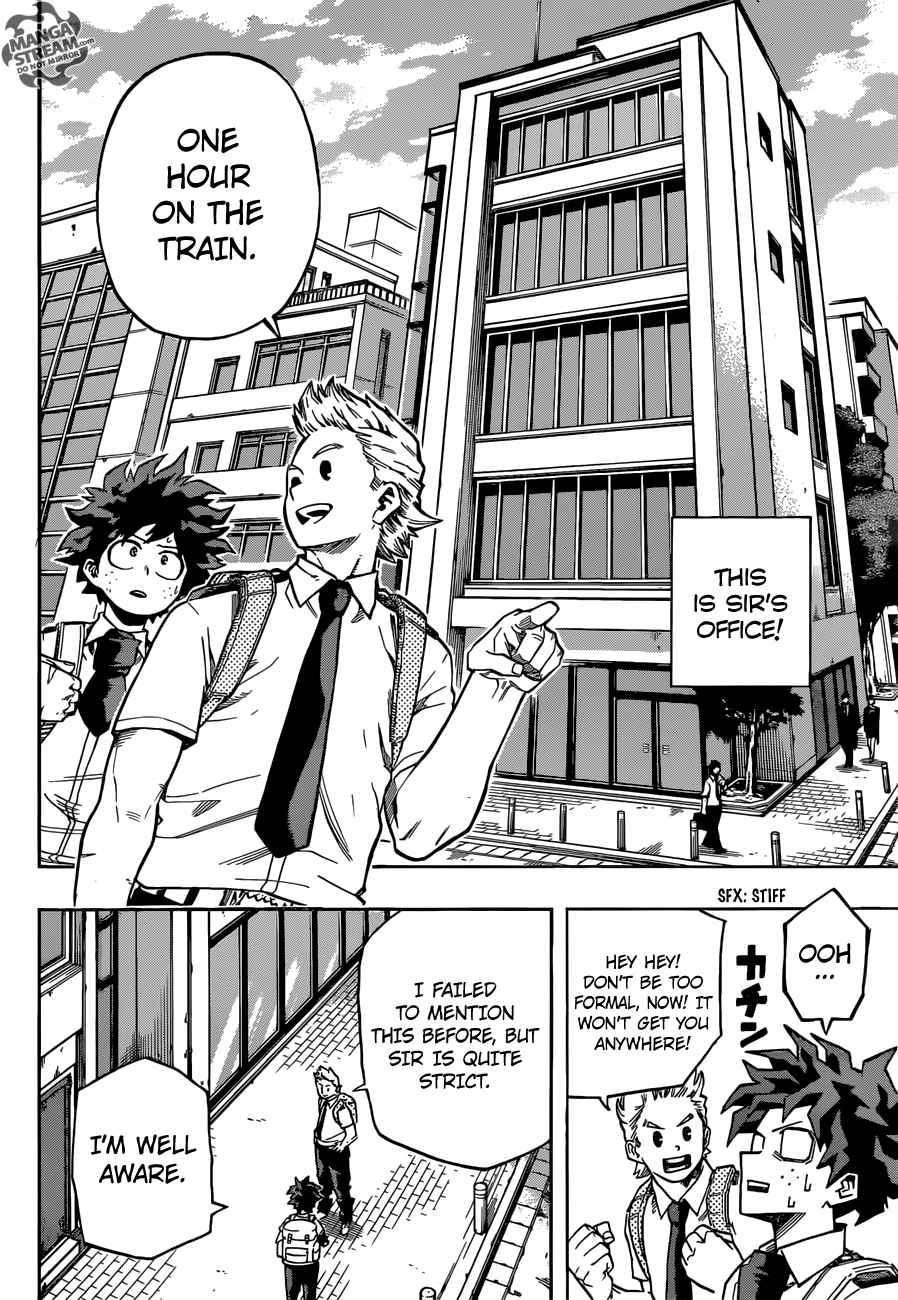 MANGA
STREAM.com
DO NOT MIRROR
ONE
HOUR
ON THE
TRAIN.
THIS
IS SIR'S
OFFICE!
SFX: STIFF
OOH
...
カチン
HEY HEY!
DON'T BE TOO
FORMAL, NOW! IT
WON'T GET YOU
ANYWHERE!
I FAILED
TO MENTION
THIS BEFORE, BUT
SIR IS QUITE
STRICT.
I'M WELL
AWARE.